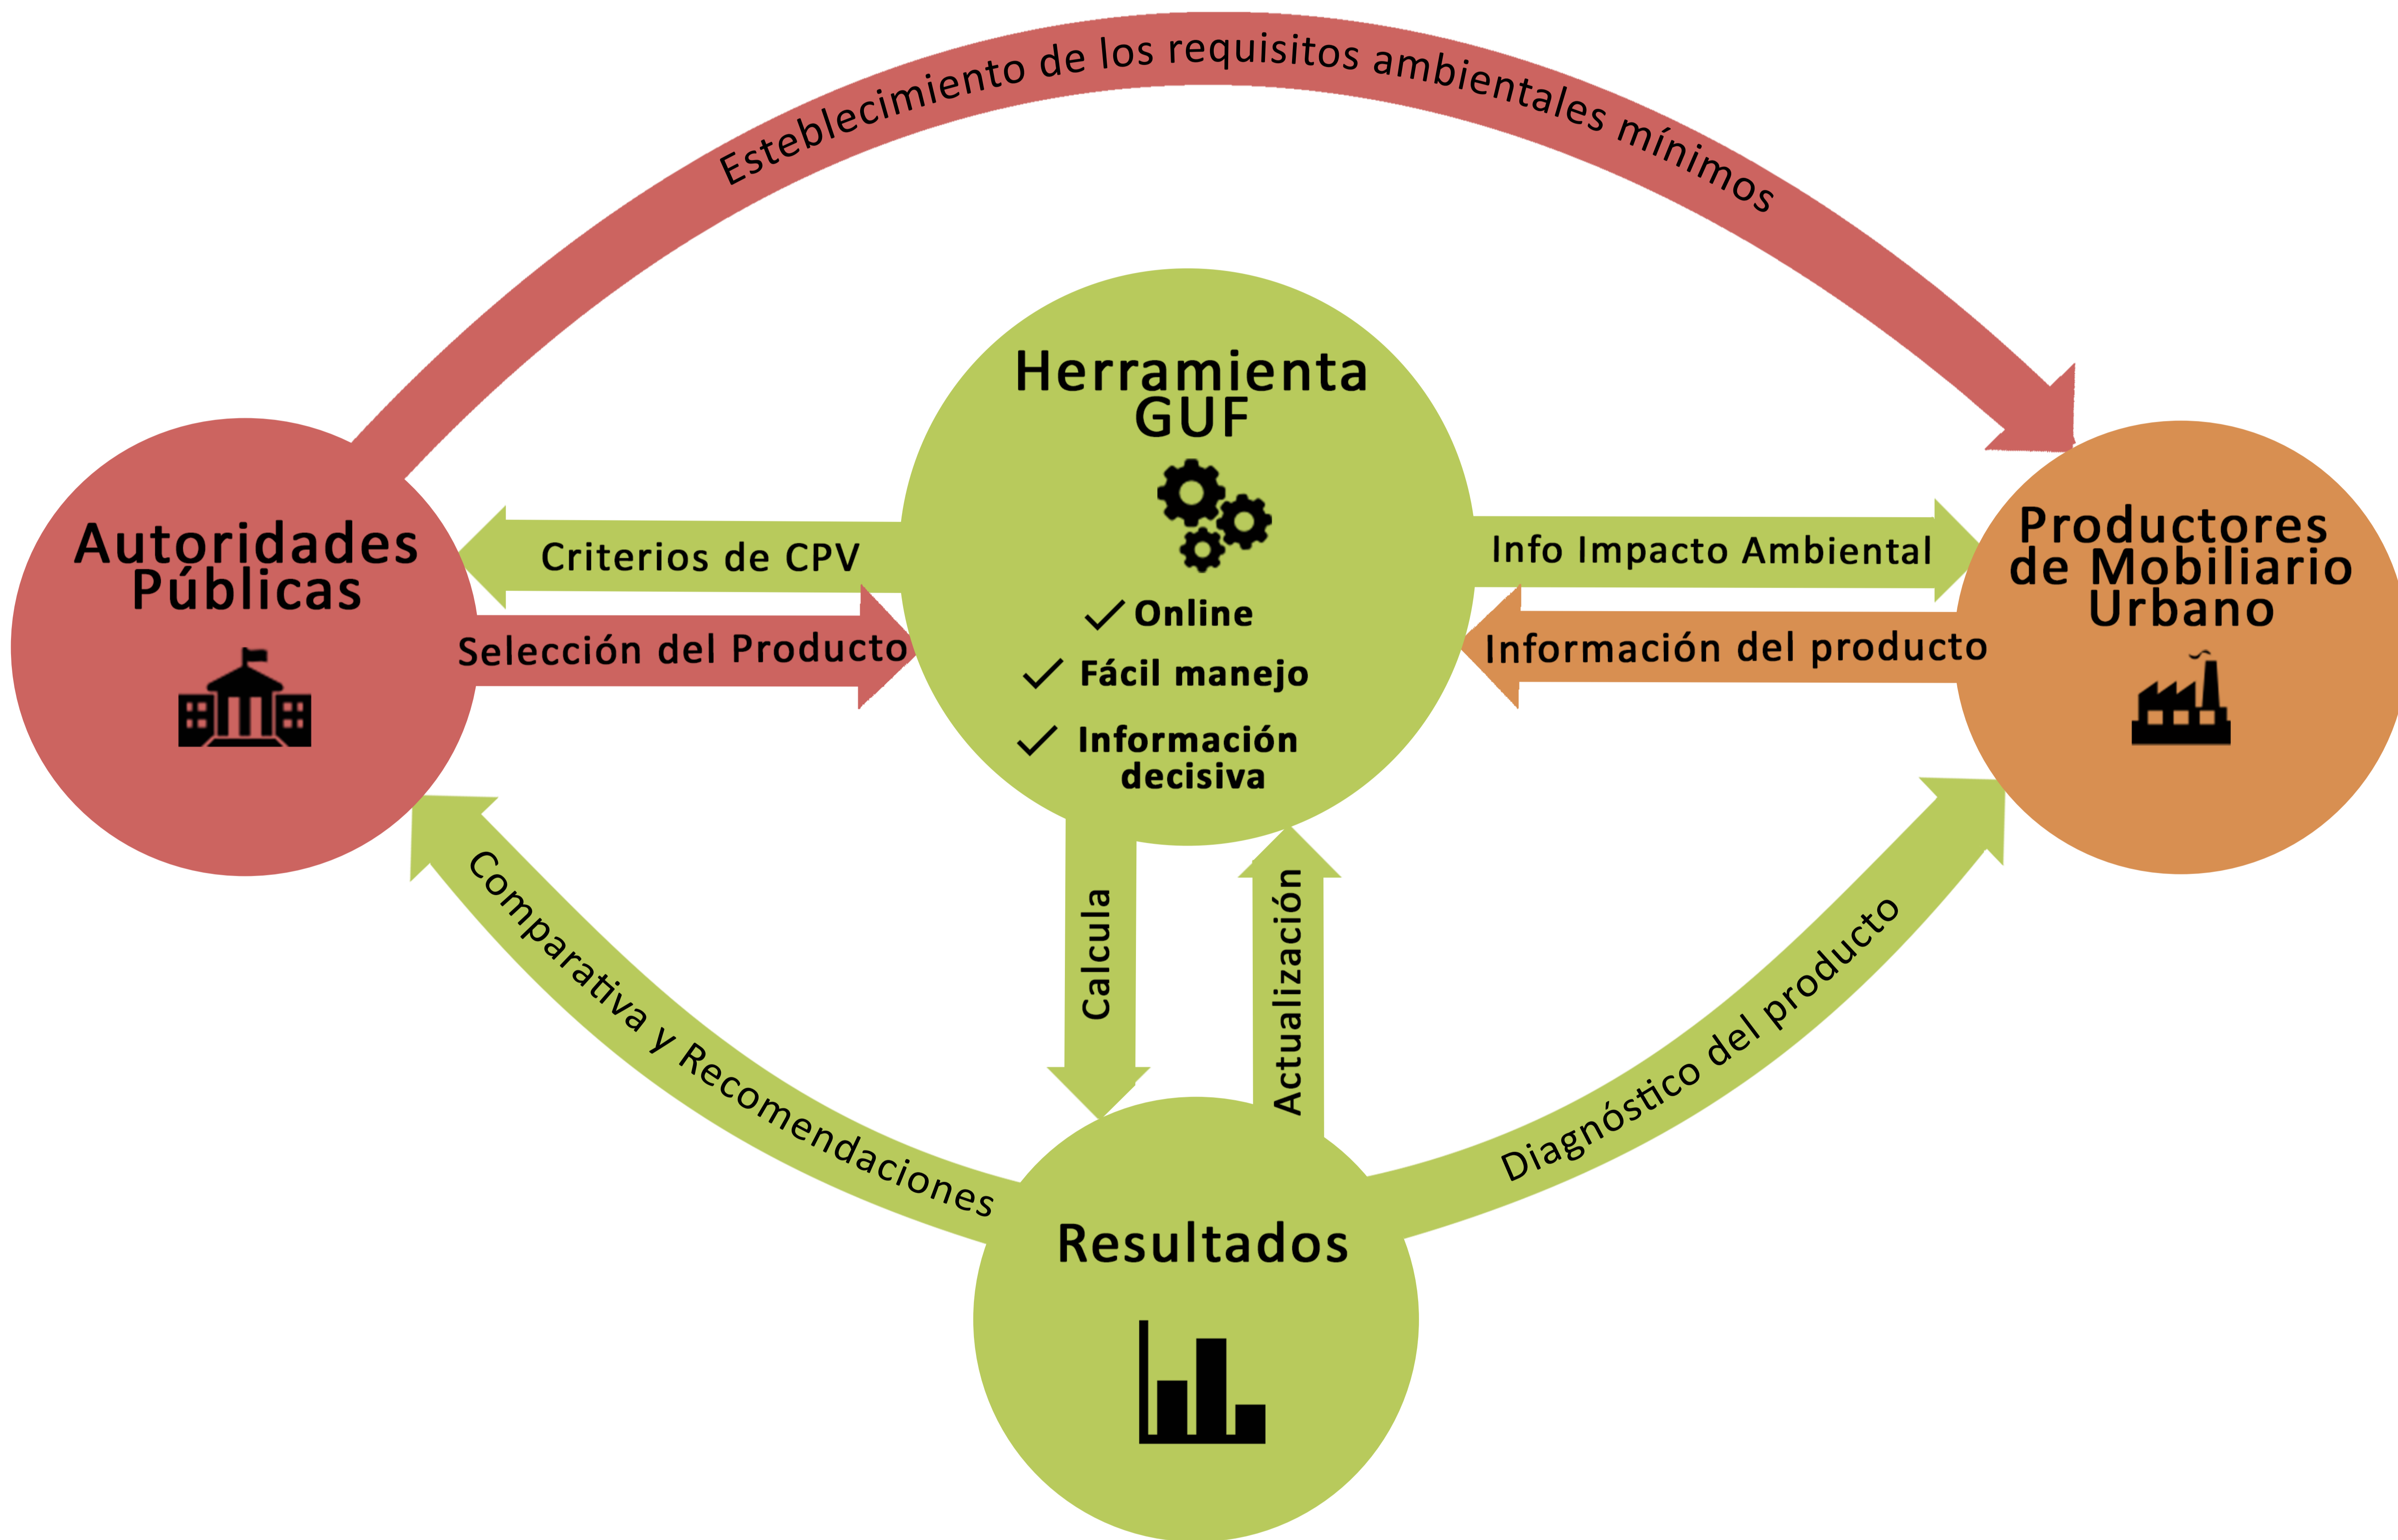 Esteblecimiento de los requisitos ambientales mínimos
Herramienta
GUF
Online
Fácil manejo
Información
decisiva
Autoridades
Públicas
Criterios de CPV
Selección del Producto
Info Impacto Ambiental
Información del producto
Productores
de Mobiliario
Urbano
Calcula
Actualización
Comparativa y Recomendaciones
Diagnóstico del producto
Resultados